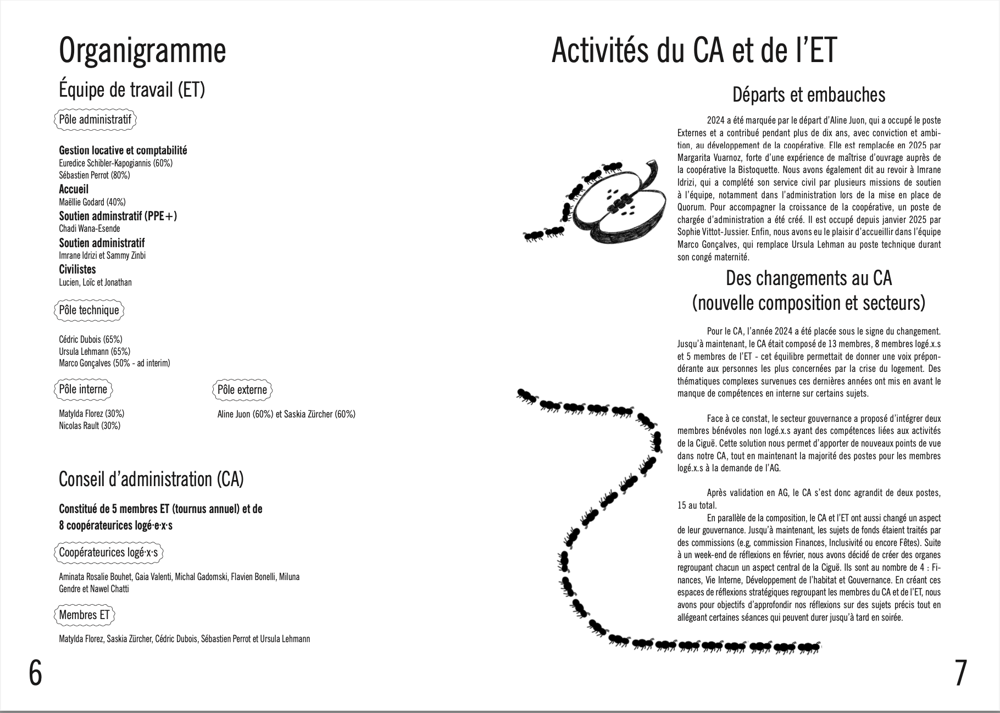 Organigramme
Équipe de travail (ET)
Pôle administratif
Gestion locative et comptabilité
Euredice Schibler-Kapogiannis (60%)
Sébastien Perrot (80%)
Accueil
Maëllie Godard (40%)
Soutien adminstratif (PPE+)
Chadi Wana-Esende
Soutien administratif
Imrane Idrizi et Sammy Zinbi
Civilistes
Lucien, Loïc et Jonathan
Pôle technique
Cédric Dubois (65%)
Ursula Lehmann (65%)
Marco Gonçalves (50% - ad interim)
Pôle interne
Matylda Florez (30%)
Nicolas Rault (30%)
Pôle externe
Aline Juon (60%) et Saskia Zürcher (60%)
Conseil d'administration (CA)
Constitué de 5 membres ET (tournus annuel) et de
8 coopérateurices logé·e·x·s
Coopérateurices logé·x·s
Aminata Rosalie Bouhet, Gaia Valenti, Michal Gadomski, Flavien Bonelli, Miluna
Gendre et Nawel Chatti
Membres ET
Matylda Florez, Saskia Zürcher, Cédric Dubois, Sébastien Perrot et Ursula Lehmann
6
Activités du CA et de l'ET
Départs et embauches
2024 a été marquée par le départ d'Aline Juon, qui a occupé le poste
Externes et a contribué pendant plus de dix ans, avec conviction et ambi-
tion, au développement de la coopérative. Elle est remplacée en 2025 par
Margarita Vuarnoz, forte d'une expérience de maîtrise d'ouvrage auprès de
la coopérative la Bistoquette. Nous avons également dit au revoir à Imrane
Idrizi, qui a complété son service civil par plusieurs missions de soutien
à l'équipe, notamment dans l'administration lors de la mise en place de
Quorum. Pour accompagner la croissance de la coopérative, un poste de
chargée d'administration a été créé. Il est occupé depuis janvier 2025 par
Sophie Vittot-Jussier. Enfin, nous avons eu le plaisir d'accueillir dans l'équipe
Marco Gonçalves, qui remplace Ursula Lehman au poste technique durant
son congé maternité.
Des changements au CA
(nouvelle composition et secteurs)
Pour le CA, l'année 2024 a été placée sous le signe du changement.
Jusqu'à maintenant, le CA était composé de 13 membres, 8 membres logé.x.s
et 5 membres de l'ET - cet équilibre permettait de donner une voix prépon-
dérante aux personnes les plus concernées par la crise du logement. Des
thématiques complexes survenues ces dernières années ont mis en avant le
manque de compétences en interne sur certains sujets.
Face à ce constat, le secteur gouvernance a proposé d'intégrer deux
membres bénévoles non logé.x.s ayant des compétences liées aux activités
de la Ciguë. Cette solution nous permet d'apporter de nouveaux points de vue
dans notre CA, tout en maintenant la majorité des postes pour les membres
logé.x.s à la demande de l'AG.
Après validation en AG, le CA s'est donc agrandit de deux postes,
15 au total.
En parallèle de la composition, le CA et l'ET ont aussi changé un aspect
de leur gouvernance. Jusqu'à maintenant, les sujets de fonds étaient traités par
des commissions (e.g, commission Finances, Inclusivité ou encore Fêtes). Suite
à un week-end de réflexions en février, nous avons décidé de créer des organes
regroupant chacun un aspect central de la Ciguë. Ils sont au nombre de 4 : Fi-
nances, Vie Interne, Développement de l'habitat et Gouvernance. En créant ces
espaces de réflexions stratégiques regroupant les membres du CA et de l'ET, nous
avons pour objectifs d'approfondir nos réflexions sur des sujets précis tout en
allégeant certaines séances qui peuvent durer jusqu'à tard en soirée.
7